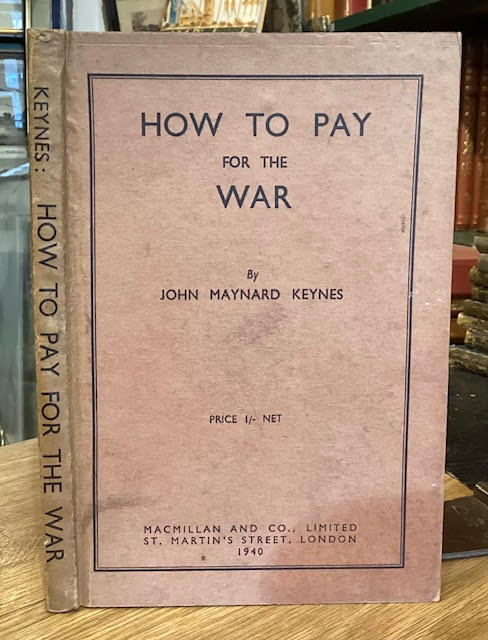 KEYNES: HOW TO PAY FOR THE WAR
HOW TO PAY
FOR THE
WAR
By
JOHN MAYNARD KEYNES
PRICE 1/- NET
MACMILLAN AND CO., LIMITED
ST. MARTIN'S STREET, LONDON
1940